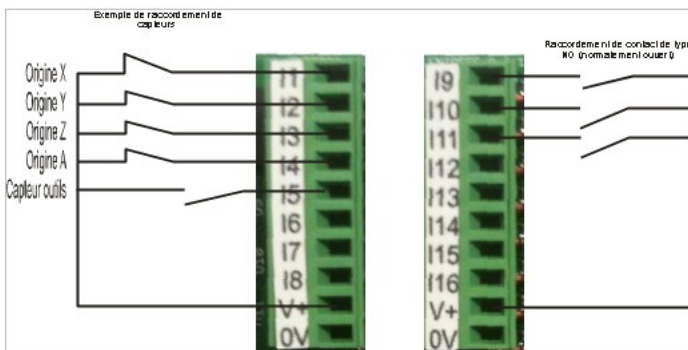 Exemple de raccordement de
capteurs
Origine X
Origine Y
Origine Z
Origine A
Capteur outils
I1
I2
I3
I4
I5
I6
I7
I8
V+
0V
Raccordement de contact de type
NO (normalement ouvert)
I9
I10
I11
I12
I13
I14
I15
I16
V+
0V